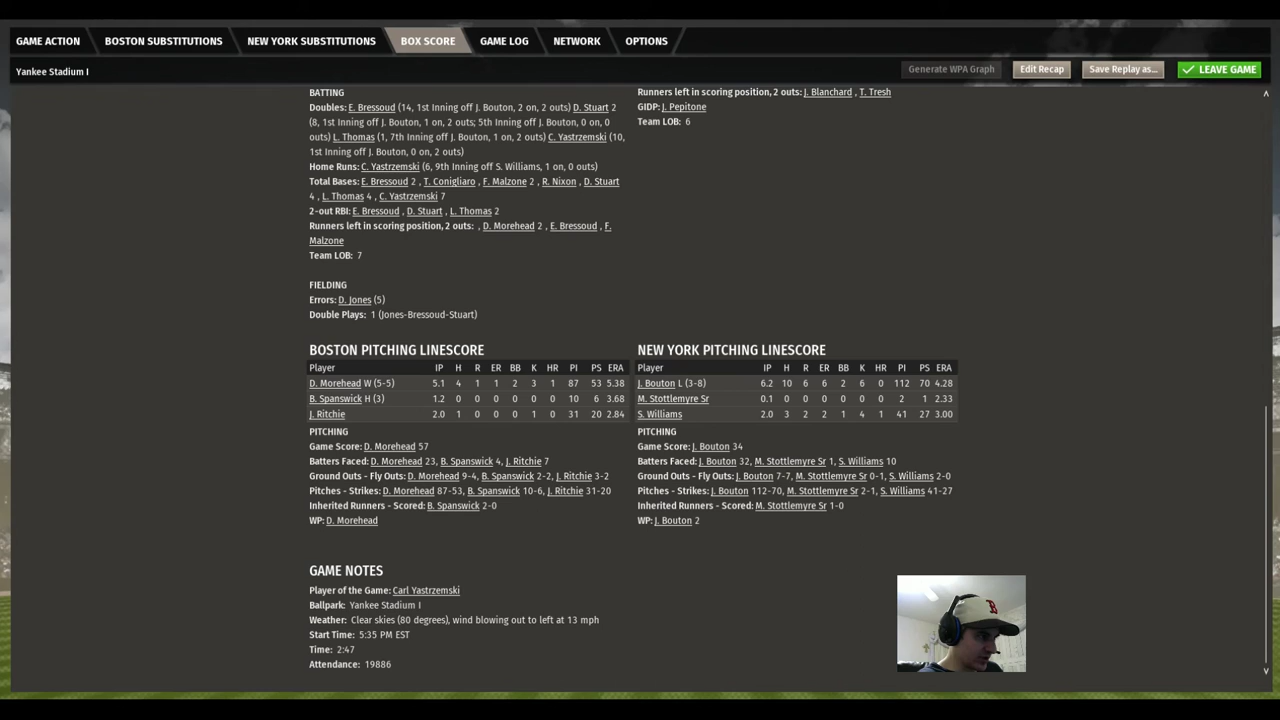 GAME ACTION
BOSTON SUBSTITUTIONS
NEW YORK SUBSTITUTIONS
BOX SCORE
GAME LOG
NETWORK
OPTIONS
Yankee Stadium I
Generate WPA Graph
Edit Recap
Save Replay as...
LEAVE GAME
BATTING
Doubles: E. Bressoud (14, 1st Inning off J. Bouton, 2 on, 2 outs) D. Stuart 2
(8, 1st Inning off J. Bouton, 1 on, 2 outs; 5th Inning off J. Bouton, 0 on, 0
outs) L. Thomas (1, 7th Inning off J. Bouton, 1 on, 2 outs) C. Yastrzemski (10,
1st Inning off J. Bouton, 0 on, 2 outs)
Home Runs: C. Yastrzemski (6, 9th Inning off S. Williams, 1 on, 0 outs)
Total Bases: E. Bressoud 2 , T. Conigliaro , F. Malzone 2 , R. Nixon , D. Stuart
4 , L. Thomas 4 , C. Yastrzemski 7
2-out RBI: E. Bressoud , D. Stuart , L. Thomas 2
Runners left in scoring position, 2 outs: , D. Morehead 2 , E. Bressoud , F.
Malzone
Team LOB: 7
FIELDING
Errors: D. Jones (5)
Double Plays: 1 (Jones-Bressoud-Stuart)
Runners left in scoring position, 2 outs: J. Blanchard , T. Tresh
GIDP: J. Pepitone
Team LOB: 6
BOSTON PITCHING LINESCORE
Player IP H R ER BB K HR PI PS ERA
D. Morehead W (5-5) 5.1 4 1 1 2 3 1 87 53 5.38
B. Spanswick H (3) 1.2 0 0 0 0 0 0 10 6 3.68
J. Ritchie 2.0 1 0 0 0 1 0 31 20 2.84
PITCHING
Game Score: D. Morehead 57
Batters Faced: D. Morehead 23, B. Spanswick 4, J. Ritchie 7
Ground Outs - Fly Outs: D. Morehead 9-4, B. Spanswick 2-2, J. Ritchie 3-2
Pitches - Strikes: D. Morehead 87-53, B. Spanswick 10-6, J. Ritchie 31-20
Inherited Runners - Scored: B. Spanswick 2-0
WP: D. Morehead
NEW YORK PITCHING LINESCORE
Player IP H R ER BB K HR PI PS ERA
J. Bouton L (3-8) 6.2 10 6 6 2 6 0 112 70 4.28
M. Stottlemyre Sr 0.1 0 0 0 0 0 0 2 1 2.33
S. Williams 2.0 3 2 2 1 4 1 41 27 3.00
PITCHING
Game Score: J. Bouton 34
Batters Faced: J. Bouton 32, M. Stottlemyre Sr 1, S. Williams 10
Ground Outs - Fly Outs: J. Bouton 7-7, M. Stottlemyre Sr 0-1, S. Williams 2-0
Pitches - Strikes: J. Bouton 112-70, M. Stottlemyre Sr 2-1, S. Williams 41-27
Inherited Runners - Scored: M. Stottlemyre Sr 1-0
WP: J. Bouton 2
GAME NOTES
Player of the Game: Carl Yastrzemski
Ballpark: Yankee Stadium I
Weather: Clear skies (80 degrees), wind blowing out to left at 13 mph
Start Time: 5:35 PM EST
Time: 2:47
Attendance: 19886
B